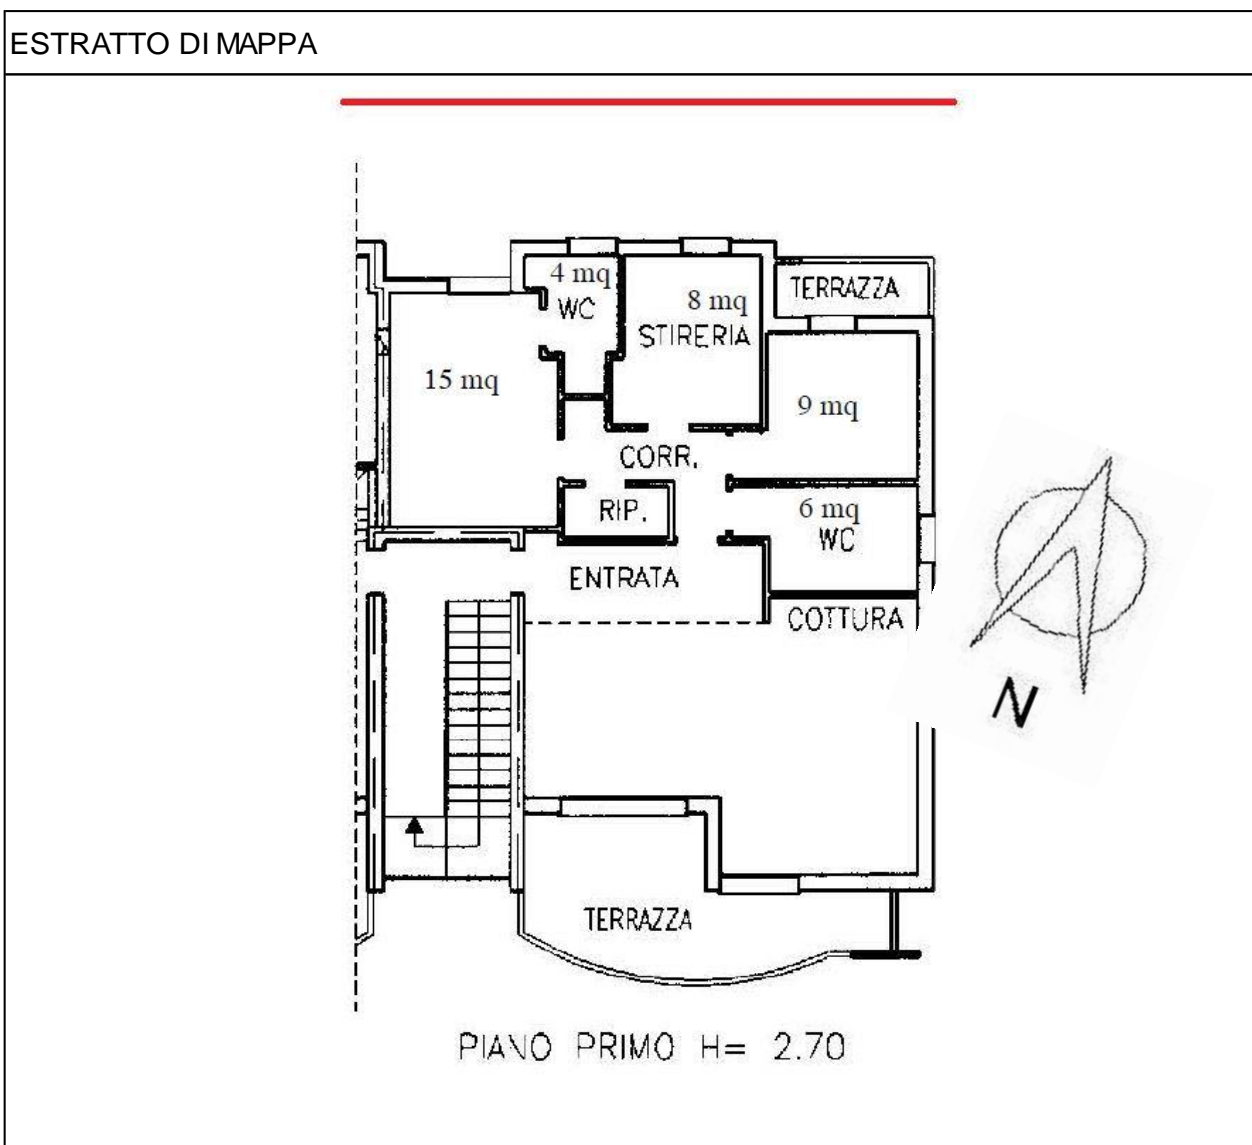 ESTRATTO DI MAPPA
4 mq
WC
8 mq
STIRERIA
TERRAZZA
15 mq
9 mq
CORR.
RIP.
6 mq
WC
ENTRATA
COTTURA
N
TERRAZZA
PIANO PRIMO H= 2.70